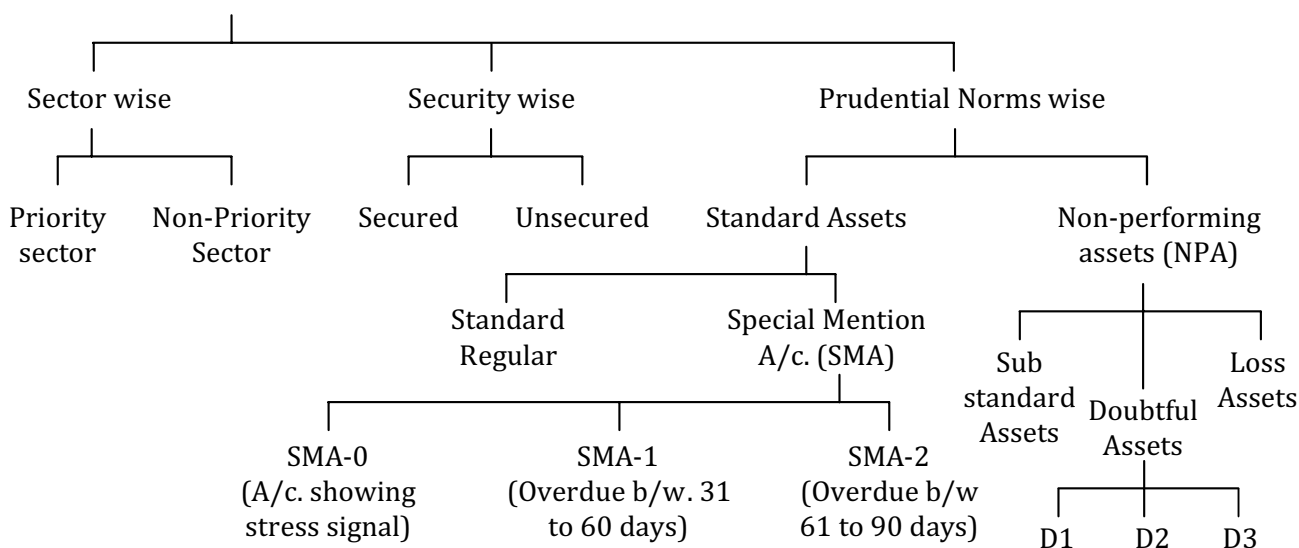 Sector wise
Security wise
Prudential Norms wise
Priority
sector
Non-Priority
Sector
Secured
Unsecured
Standard Assets
Non-performing
assets (NPA)
Standard
Regular
Special Mention
A/c. (SMA)
Sub
standard
Assets
Doubtful
Assets
Loss
Assets
SMA-0
(A/c. showing
stress signal)
SMA-1
(Overdue b/w. 31
to 60 days)
SMA-2
(Overdue b/w
61 to 90 days)
D1
D2
D3